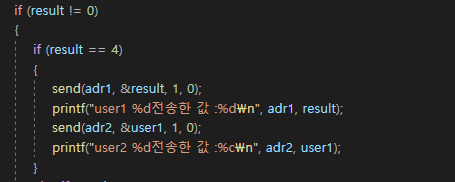 if (result != 0)
{
if (result == 4)
{
send(adr1, &result, 1, 0);
printf("user1 %d전송한 값 :%d₩n", adr1, result);
send(adr2, &user1, 1, 0);
printf("user2 %d전송한 값 :%c₩n", adr2, user1);
}